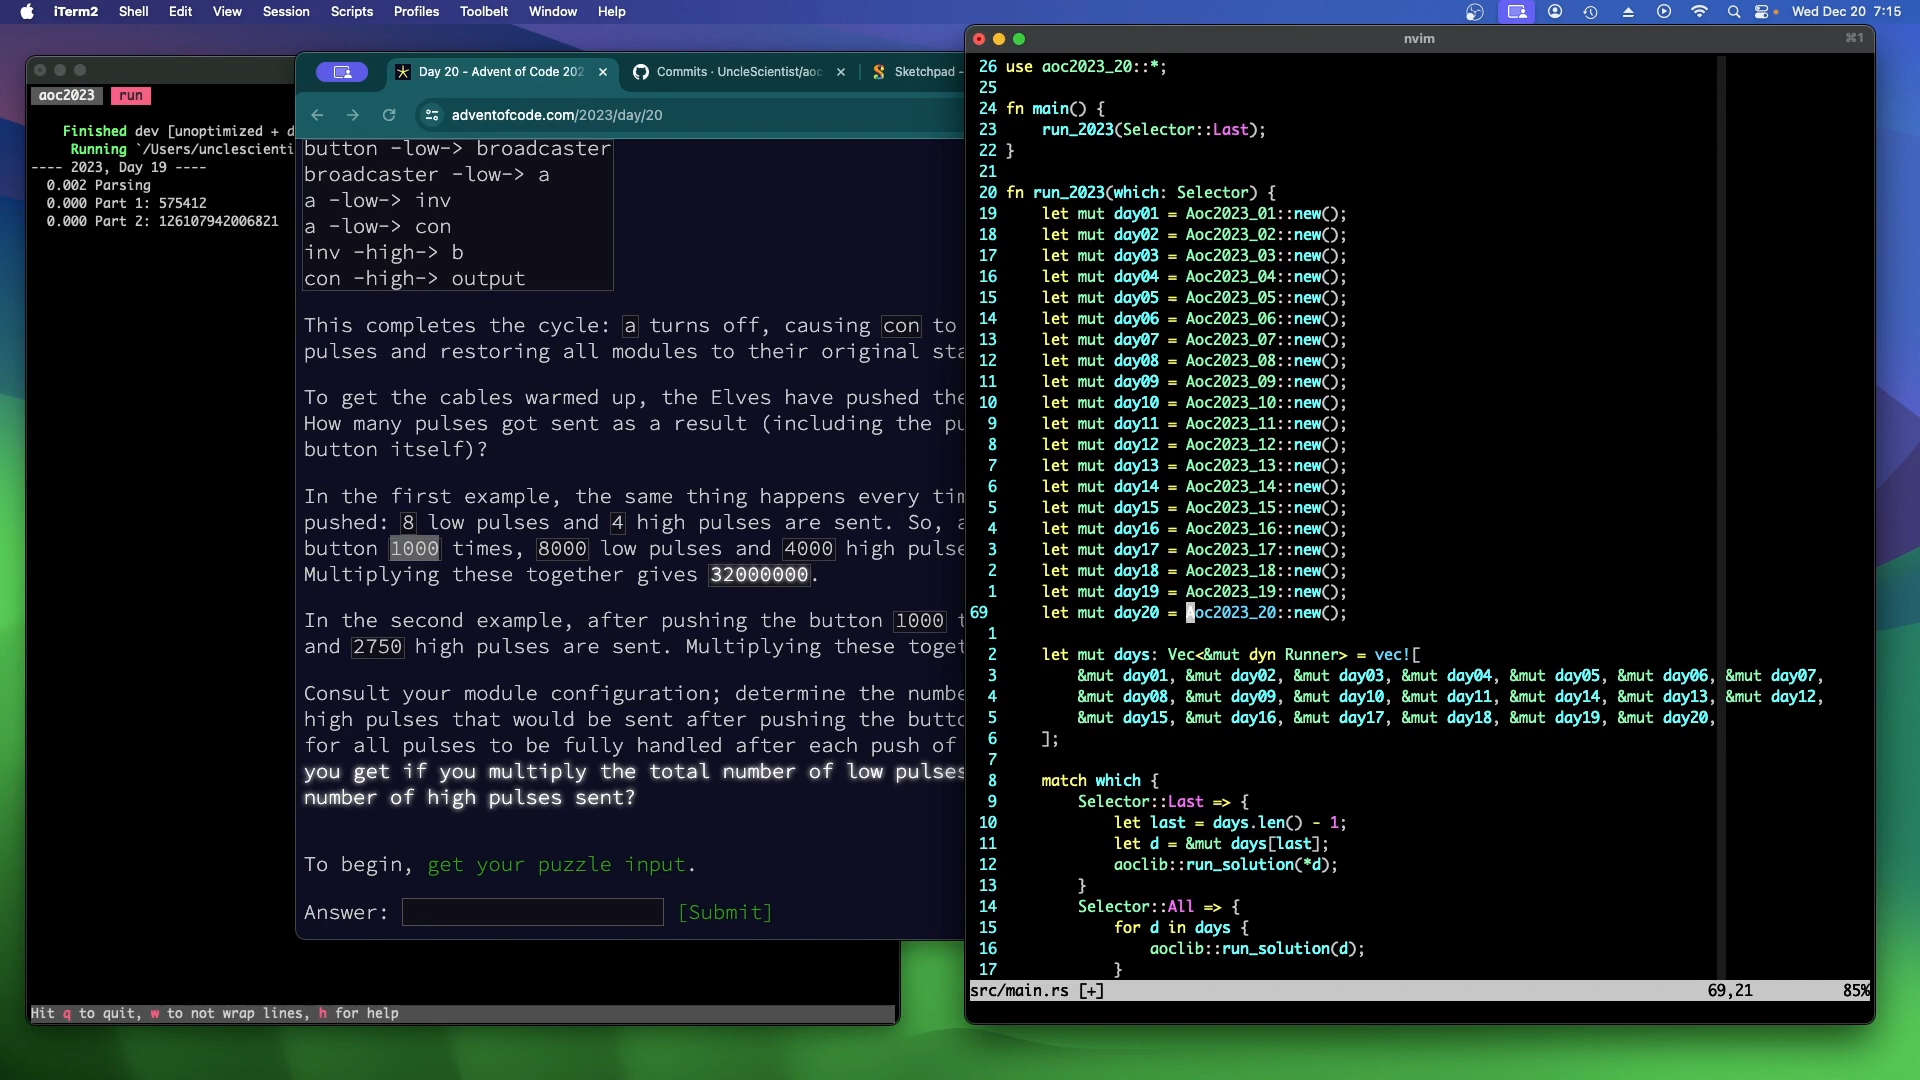 iTerm2 Shell Edit View Session Scripts Profiles Toolbelt Window Help Wed Dec 20 7:15
aoc2023 run
Finished dev [unoptimized + d
Running `/Users/unclescienti
---- 2023, Day 19 ----
0.002 Parsing
0.000 Part 1: 575412
0.000 Part 2: 126107942006821
Hit q to quit, w to not wrap lines, h for help
Day 20 - Advent of Code 202 Commits · UncleScientist/aoc Sketchpad -
adventofcode.com/2023/day/20
button -low-> broadcaster
broadcaster -low-> a
a -low-> inv
a -low-> con
inv -high-> b
con -high-> output
This completes the cycle: a turns off, causing con to
pulses and restoring all modules to their original sta
To get the cables warmed up, the Elves have pushed the
How many pulses got sent as a result (including the pu
button itself)?
In the first example, the same thing happens every tim
pushed: 8 low pulses and 4 high pulses are sent. So, a
button 1000 times, 8000 low pulses and 4000 high pulse
Multiplying these together gives 32000000.
In the second example, after pushing the button 1000 t
and 2750 high pulses are sent. Multiplying these toget
Consult your module configuration; determine the numbe
high pulses that would be sent after pushing the butto
for all pulses to be fully handled after each push of
you get if you multiply the total number of low pulses
number of high pulses sent?
To begin, get your puzzle input.
Answer: [Submit]
nvim ⌘1
26 use aoc2023_20::*;
25
24 fn main() {
23 run_2023(Selector::Last);
22 }
21
20 fn run_2023(which: Selector) {
19 let mut day01 = Aoc2023_01::new();
18 let mut day02 = Aoc2023_02::new();
17 let mut day03 = Aoc2023_03::new();
16 let mut day04 = Aoc2023_04::new();
15 let mut day05 = Aoc2023_05::new();
14 let mut day06 = Aoc2023_06::new();
13 let mut day07 = Aoc2023_07::new();
12 let mut day08 = Aoc2023_08::new();
11 let mut day09 = Aoc2023_09::new();
10 let mut day10 = Aoc2023_10::new();
9 let mut day11 = Aoc2023_11::new();
8 let mut day12 = Aoc2023_12::new();
7 let mut day13 = Aoc2023_13::new();
6 let mut day14 = Aoc2023_14::new();
5 let mut day15 = Aoc2023_15::new();
4 let mut day16 = Aoc2023_16::new();
3 let mut day17 = Aoc2023_17::new();
2 let mut day18 = Aoc2023_18::new();
1 let mut day19 = Aoc2023_19::new();
69 let mut day20 = Aoc2023_20::new();
1
2 let mut days: Vec<&mut dyn Runner> = vec![
3 &mut day01, &mut day02, &mut day03, &mut day04, &mut day05, &mut day06, &mut day07,
4 &mut day08, &mut day09, &mut day10, &mut day11, &mut day14, &mut day13, &mut day12,
5 &mut day15, &mut day16, &mut day17, &mut day18, &mut day19, &mut day20,
6 ];
7
8 match which {
9 Selector::Last => {
10 let last = days.len() - 1;
11 let d = &mut days[last];
12 aoclib::run_solution(*d);
13 }
14 Selector::All => {
15 for d in days {
16 aoclib::run_solution(d);
17 }
src/main.rs [+] 69,21 85%